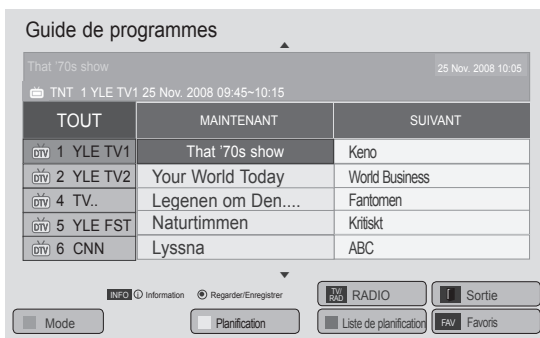 Guide de programmes
That '70s show 25 Nov. 2008 10:05
TNT 1 YLE TV1 25 Nov. 2008 09:45~10:15
TOUT MAINTENANT SUIVANT
DTV 1 YLE TV1 That '70s show Keno
DTV 2 YLE TV2 Your World Today World Business
DTV 4 TV.. Legenen om Den.... Fantomen
DTV 5 YLE FST Naturtimmen Kritiskt
DTV 6 CNN Lyssna ABC
INFO ⓘ Information ◉ Regarder/Enregistrer TV/RAD RADIO Sortie
Mode Planification Liste de planification FAV Favoris